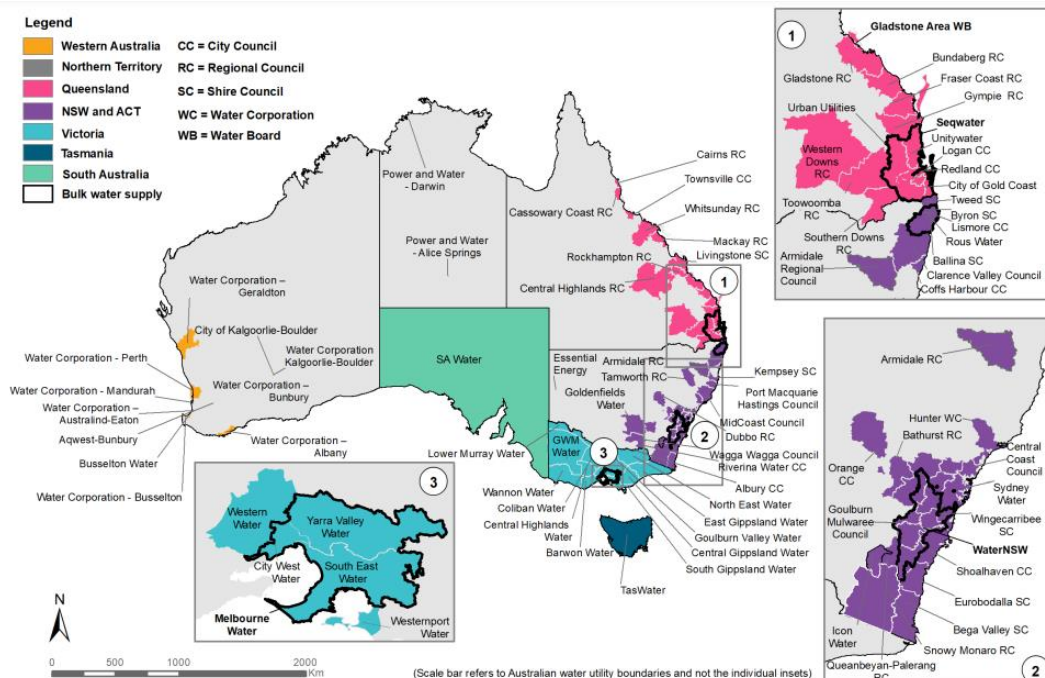 Legend
Western Australia
Northern Territory
Queensland
NSW and ACT
Victoria
Tasmania
South Australia
Bulk water supply
CC = City Council
RC = Regional Council
SC = Shire Council
WC = Water Corporation
WB = Water Board
Power and Water
- Darwin
Power and Water
- Alice Springs
Water Corporation –
Geraldton
City of Kalgoorlie-Boulder
Water Corporation
Kalgoorlie-Boulder
Water Corporation - Perth
Water Corporation - Mandurah
Water Corporation –
Australind-Eaton
Aqwest-Bunbury
Busselton Water
Water Corporation - Busselton
Water Corporation –
Bunbury
Water Corporation –
Albany
SA Water
Cairns RC
Townsville CC
Cassowary Coast RC
Whitsunday RC
Mackay RC
Rockhampton RC
Livingstone SC
Central Highlands RC
1
Essential
Energy
Armidale RC
Tamworth RC
Goldenfields
Water
Kempsey SC
Port Macquarie
Hastings Council
MidCoast Council
Dubbo RC
2
Wagga Wagga Council
Riverina Water CC
Albury CC
GWM
Water
3
Lower Murray Water
Wannon Water
Coliban Water
Central Highlands
Water
Barwon Water
North East Water
East Gippsland Water
Goulburn Valley Water
Central Gippsland Water
South Gippsland Water
TasWater
1
Gladstone Area WB
Gladstone RC
Bundaberg RC
Fraser Coast RC
Gympie RC
Urban Utilities
Seqwater
Unitywater
Logan CC
Redland CC
City of Gold Coast
Western
Downs
RC
Toowoomba
RC
Southern Downs
RC
Tweed SC
Byron SC
Lismore CC
Rous Water
Ballina SC
Armidale
Regional
Council
Clarence Valley Council
Coffs Harbour CC
Armidale RC
Hunter WC
Bathurst RC
Orange
CC
Central
Coast
Council
Sydney
Water
Goulburn
Mulwaree
Council
Wingecarribee
SC
WaterNSW
Shoalhaven CC
Eurobodalla SC
Bega Valley SC
Icon
Water
Snowy Monaro RC
Queanbeyan-Palerang
RC
2
3
Western
Water
Yarra Valley
Water
City West
Water
South East
Water
Melbourne
Water
Westernport
Water
N
0 500 1000 2000
Km
(Scale bar refers to Australian water utility boundaries and not the individual insets)